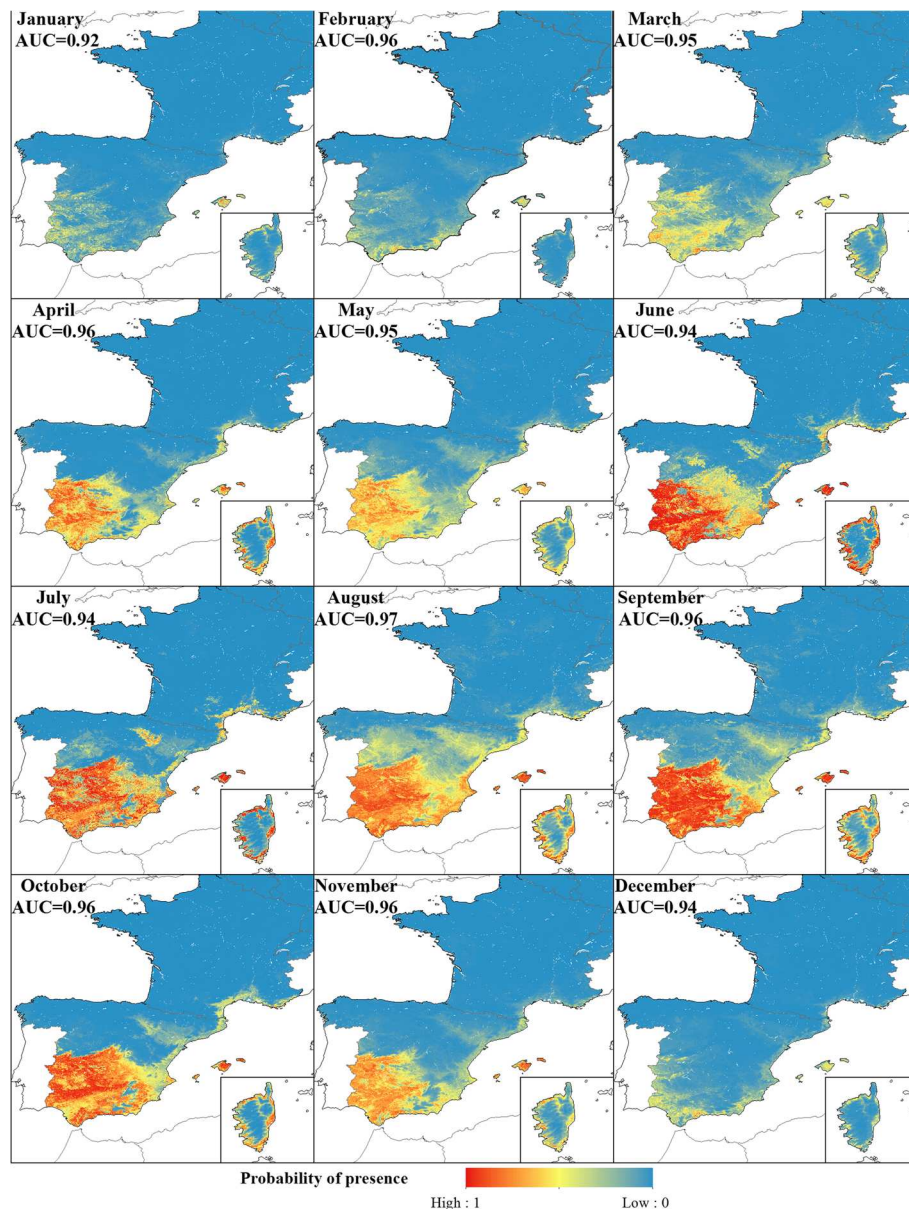 January
AUC=0.92
February
AUC=0.96
March
AUC=0.95
April
AUC=0.96
May
AUC=0.95
June
AUC=0.94
July
AUC=0.94
August
AUC=0.97
September
AUC=0.96
October
AUC=0.96
November
AUC=0.96
December
AUC=0.94
Probability of presence
High : 1 Low : 0